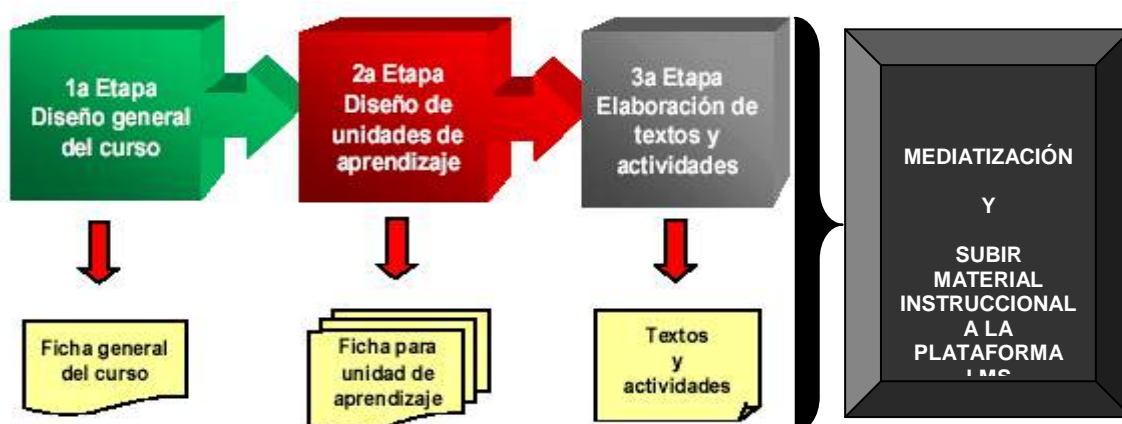 1a Etapa
Diseño general
del curso
2a Etapa
Diseño de
unidades de
aprendizaje
3a Etapa
Elaboración de
textos y
actividades
Ficha general
del curso
Ficha para
unidad de
aprendizaje
Textos
y
actividades
MEDIATIZACIÓN
Y
SUBIR
MATERIAL
INSTRUCCIONAL
A LA
PLATAFORMA
LMS